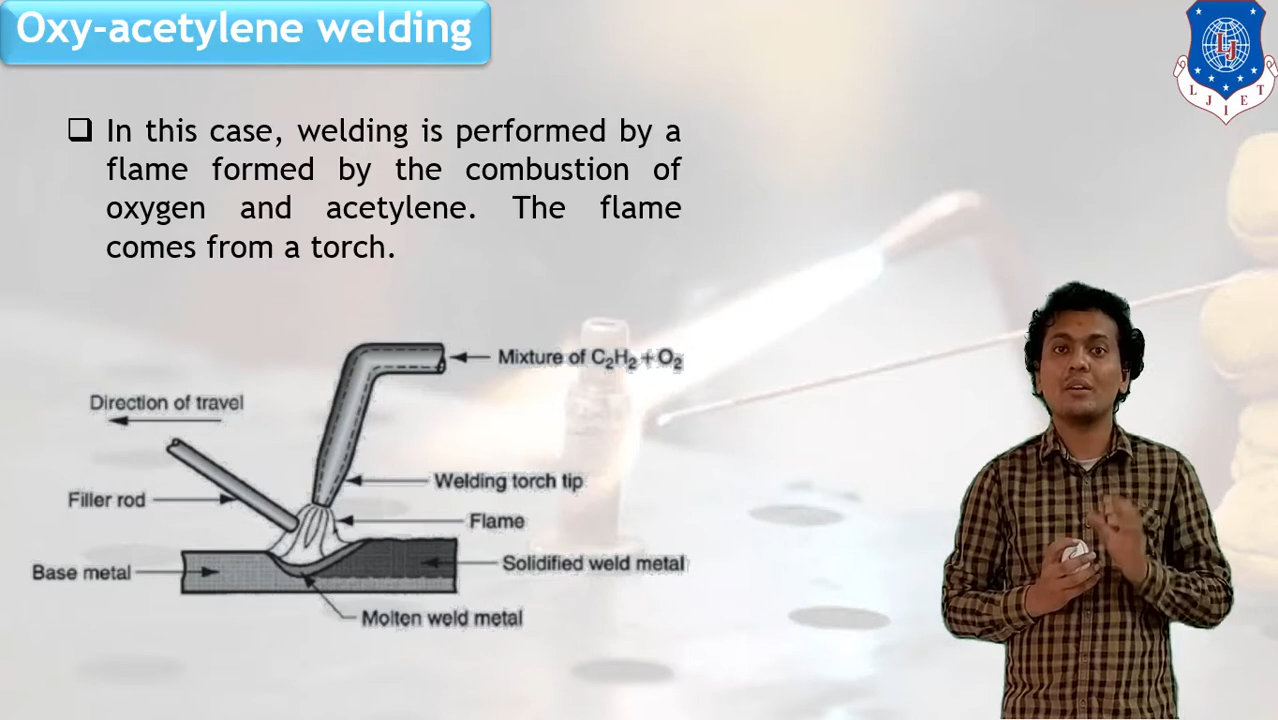 Oxy-acetylene welding
L J I E T
❑ In this case, welding is performed by a
flame formed by the combustion of
oxygen and acetylene. The flame
comes from a torch.
Mixture of C₂H₂ + O₂
Direction of travel
Welding torch tip
Filler rod
Flame
Solidified weld metal
Base metal
Molten weld metal